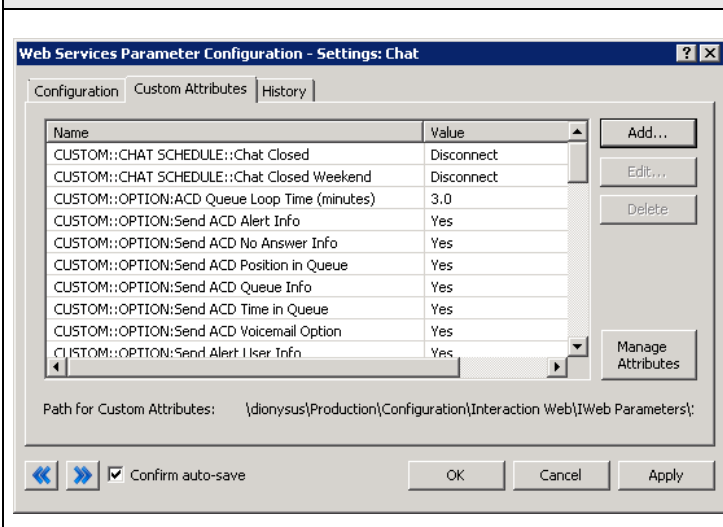 Web Services Parameter Configuration - Settings: Chat
Configuration Custom Attributes History
Name Value
CUSTOM::CHAT SCHEDULE::Chat Closed Disconnect
CUSTOM::CHAT SCHEDULE::Chat Closed Weekend Disconnect
CUSTOM::OPTION:ACD Queue Loop Time (minutes) 3.0
CUSTOM::OPTION:Send ACD Alert Info Yes
CUSTOM::OPTION:Send ACD No Answer Info Yes
CUSTOM::OPTION:Send ACD Position in Queue Yes
CUSTOM::OPTION:Send ACD Queue Info Yes
CUSTOM::OPTION:Send ACD Time in Queue Yes
CUSTOM::OPTION:Send ACD Voicemail Option Yes
CUSTOM::OPTION:Send Alert User Info Yes
Add...
Edit...
Delete
Manage
Attributes
Path for Custom Attributes: \dionysus\Production\Configuration\Interaction Web\IWeb Parameters\:
Confirm auto-save OK Cancel Apply